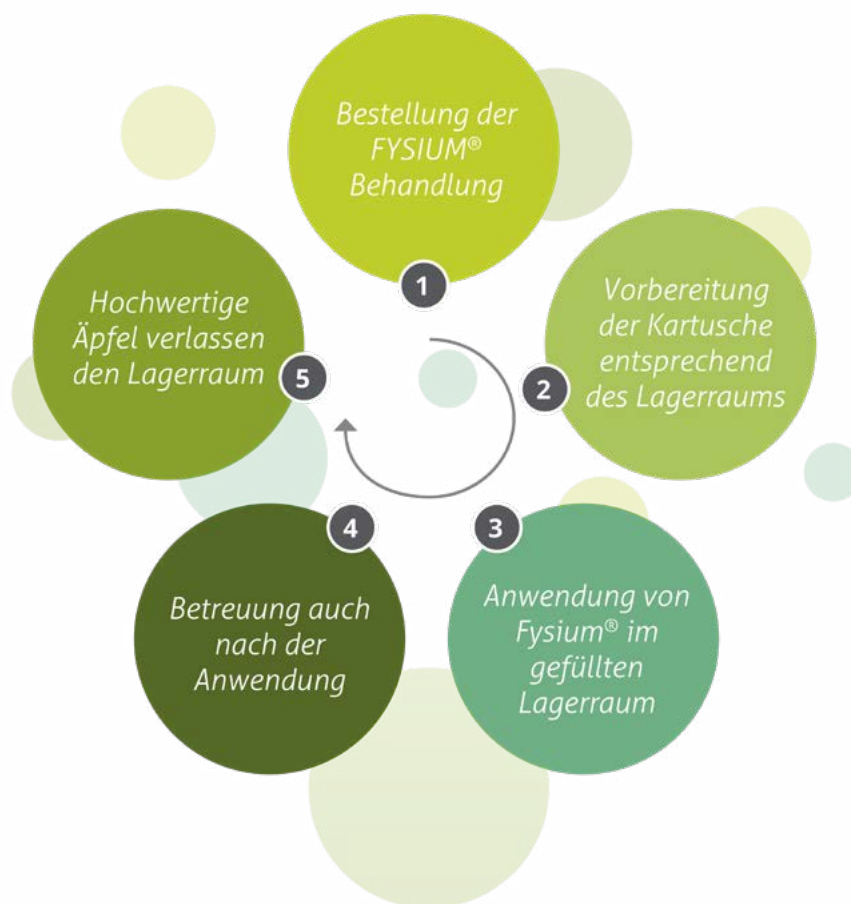 Bestellung der
FYSIUM®
Behandlung
1
Vorbereitung
der Kartusche
entsprechend
des Lagerraums
2
Anwendung von
Fysium® im
gefüllten
Lagerraum
3
Betreuung auch
nach der
Anwendung
4
Hochwertige
Äpfel verlassen
den Lagerraum
5